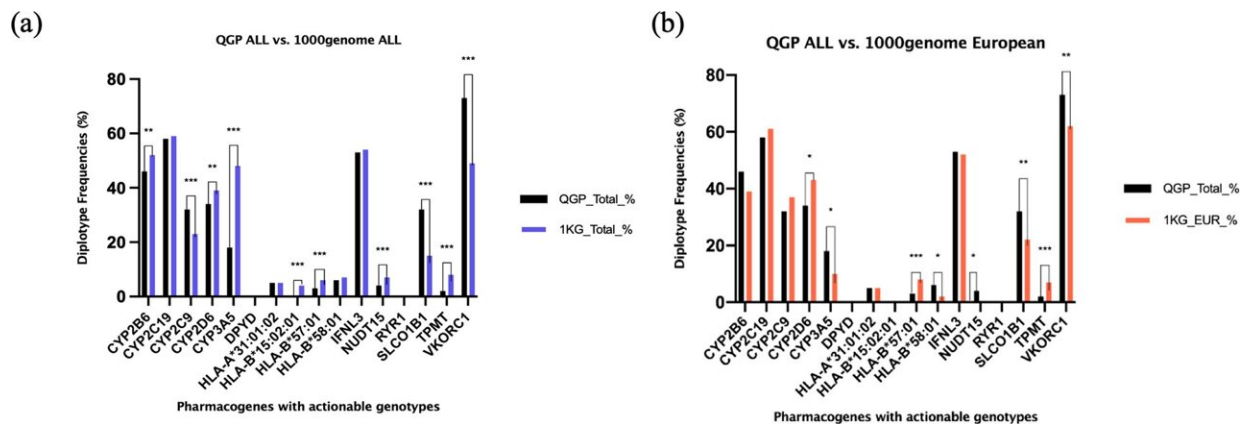 (a)
QGP ALL vs. 1000genome ALL
Diplotype Frequencies (%)
80
60
40
20
0
**
***
**
***
***
***
***
***
***
***
CYP2B6
CYP2C19
CYP2C9
CYP2D6
CYP3A5
DPYD
HLA-A*31:01:02
HLA-B*15:02:01
HLA-B*57:01
HLA-B*58:01
IFNL3
NUDT15
RYR1
SLCO1B1
TPMT
VKORC1
Pharmacogenes with actionable genotypes
QGP_Total_%
1KG_Total_%
(b)
QGP ALL vs. 1000genome European
Diplotype Frequencies (%)
80
60
40
20
0
*
*
***
*
*
**
***
**
CYP2B6
CYP2C19
CYP2C9
CYP2D6
CYP3A5
DPYD
HLA-A*31:01:02
HLA-B*15:02:01
HLA-B*57:01
HLA-B*58:01
IFNL3
NUDT15
RYR1
SLCO1B1
TPMT
VKORC1
Pharmacogenes with actionable genotypes
QGP_Total_%
1KG_EUR_%